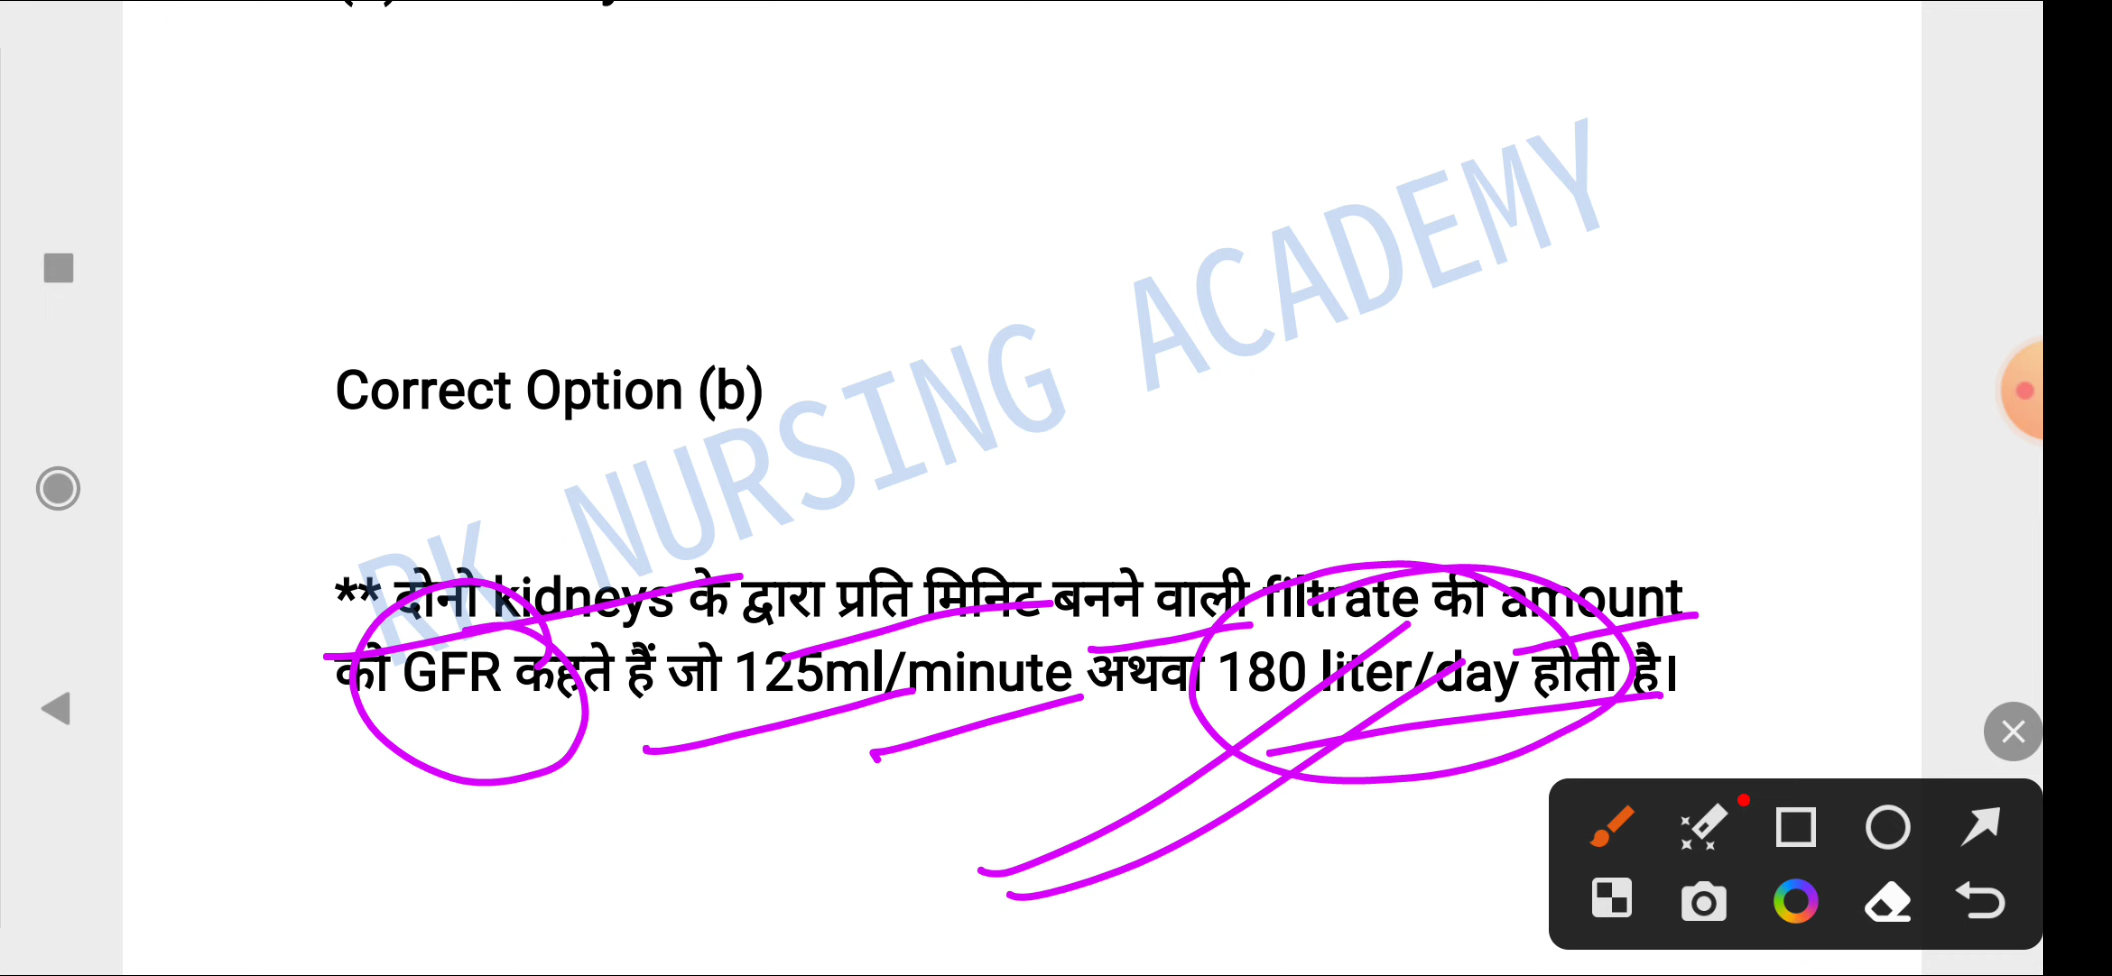 RK NURSING ACADEMY
Correct Option (b)
** दोनो kidneys के द्वारा प्रति मिनिट बनने वाली filtrate की amount
को GFR कहते हैं जो 125ml/minute अथवा 180 liter/day होती है।